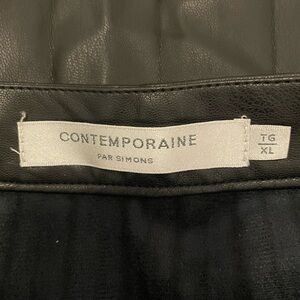 CONTEMPORAINE
PAR SIMONS
TG
XL